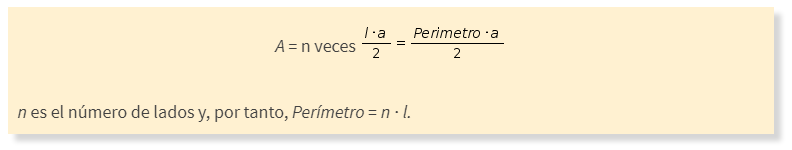 A = n veces l · a / 2 = Perimetro · a / 2
n es el número de lados y, por tanto, Perímetro = n · l.